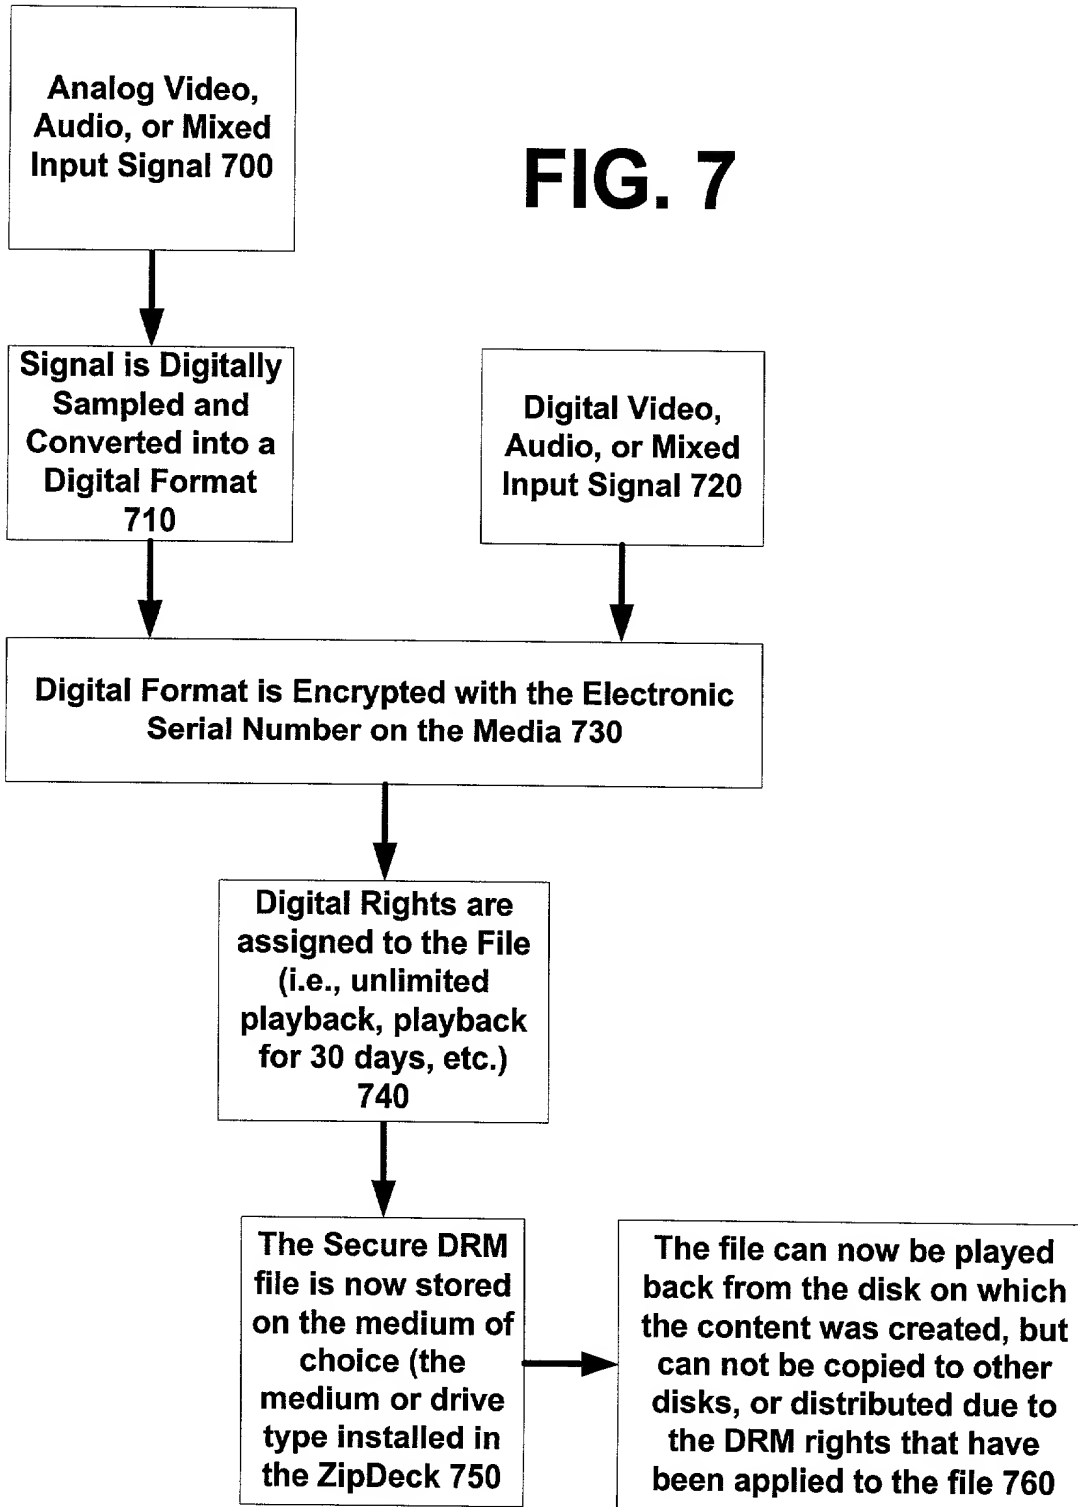 Analog Video,
Audio, or Mixed
Input Signal 700
FIG. 7
Signal is Digitally
Sampled and
Converted into a
Digital Format
710
Digital Video,
Audio, or Mixed
Input Signal 720
Digital Format is Encrypted with the Electronic
Serial Number on the Media 730
Digital Rights are
assigned to the File
(i.e., unlimited
playback, playback
for 30 days, etc.)
740
The Secure DRM
file is now stored
on the medium of
choice (the
medium or drive
type installed in
the ZipDeck 750
The file can now be played
back from the disk on which
the content was created, but
can not be copied to other
disks, or distributed due to
the DRM rights that have
been applied to the file 760